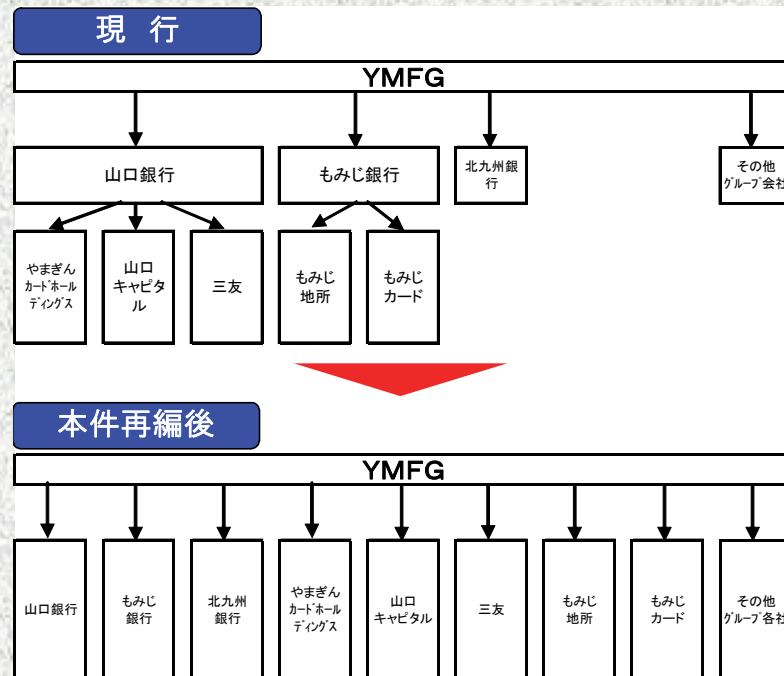 現 行
YMFG
山口銀行
もみじ銀行
北九州銀
行
その他
ｸﾞﾙｰﾌﾟ会社
やまぎん
ｶｰﾄﾞﾎｰﾙ
ﾃﾞｨﾝｸﾞｽ
山口
キャピタ
ル
三友
もみじ
地所
もみじ
カード
本件再編後
YMFG
山口銀行
もみじ
銀行
北九州
銀行
やまぎん
ｶｰﾄﾞﾎｰﾙ
ﾃﾞｨﾝｸﾞｽ
山口
キャピタル
三友
もみじ
地所
もみじ
カード
その他
ｸﾞﾙｰﾌﾟ各社